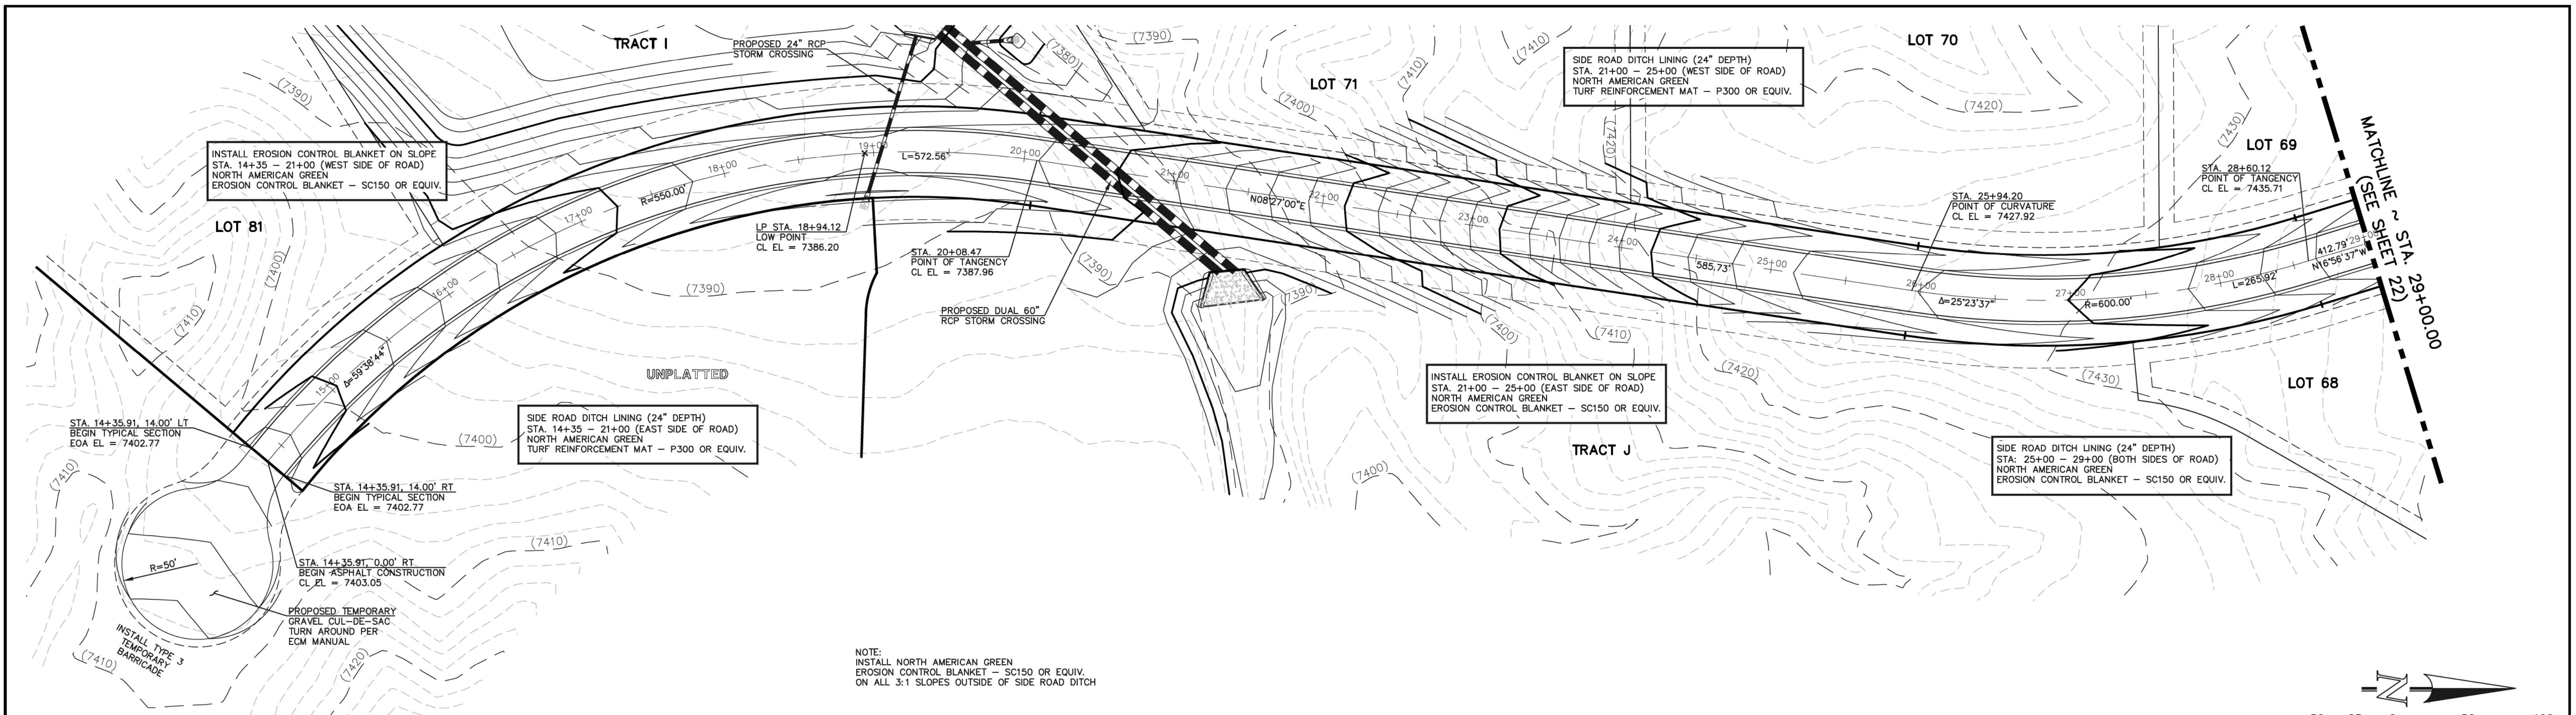 TRACT I
PROPOSED 24" RCP
STORM CROSSING
(7390)
(7380)
(7390)
LOT 71
(7410)
(7410)
(7400)
SIDE ROAD DITCH LINING (24" DEPTH)
STA. 21+00 – 25+00 (WEST SIDE OF ROAD)
NORTH AMERICAN GREEN
TURF REINFORCEMENT MAT – P300 OR EQUIV.
LOT 70
(7420)
(7430)
(7420)
LOT 69
STA. 28+60.12
POINT OF TANGENCY
CL EL = 7435.71
MATCHLINE ~ STA. 29+00.00
(SEE SHEET 22)
INSTALL EROSION CONTROL BLANKET ON SLOPE
STA. 14+35 – 21+00 (WEST SIDE OF ROAD)
NORTH AMERICAN GREEN
EROSION CONTROL BLANKET – SC150 OR EQUIV.
LOT 81
(7400)
(7410)
15+00
16+00
17+00
18+00
19+00
20+00
21+00
22+00
23+00
24+00
25+00
26+00
27+00
28+00
29+00
Δ=59°38'44"
R=550.00'
L=572.56'
N08°27'00"E
585.73'
Δ=25°23'37"
R=600.00'
L=265.92'
412.79'
N16°56'37"W
LP STA. 18+94.12
LOW POINT
CL EL = 7386.20
STA. 20+08.47
POINT OF TANGENCY
CL EL = 7387.96
PROPOSED DUAL 60"
RCP STORM CROSSING
STA. 25+94.20
POINT OF CURVATURE
CL EL = 7427.92
(7390)
(7390)
(7390)
(7400)
(7410)
(7420)
(7430)
LOT 68
UNPLATTED
INSTALL EROSION CONTROL BLANKET ON SLOPE
STA. 21+00 – 25+00 (EAST SIDE OF ROAD)
NORTH AMERICAN GREEN
EROSION CONTROL BLANKET – SC150 OR EQUIV.
TRACT J
(7400)
SIDE ROAD DITCH LINING (24" DEPTH)
STA: 25+00 – 29+00 (BOTH SIDES OF ROAD)
NORTH AMERICAN GREEN
EROSION CONTROL BLANKET – SC150 OR EQUIV.
SIDE ROAD DITCH LINING (24" DEPTH)
STA. 14+35 – 21+00 (EAST SIDE OF ROAD)
NORTH AMERICAN GREEN
TURF REINFORCEMENT MAT – P300 OR EQUIV.
(7400)
STA. 14+35.91, 14.00' LT
BEGIN TYPICAL SECTION
EOA EL = 7402.77
(7410)
STA. 14+35.91, 14.00' RT
BEGIN TYPICAL SECTION
EOA EL = 7402.77
(7410)
STA. 14+35.91, 0.00' RT
BEGIN ASPHALT CONSTRUCTION
CL EL = 7403.05
R=50'
PROPOSED TEMPORARY
GRAVEL CUL–DE–SAC
TURN AROUND PER
ECM MANUAL
INSTALL TYPE 3
TEMPORARY
BARRICADE
(7410)
(7420)
NOTE:
INSTALL NORTH AMERICAN GREEN
EROSION CONTROL BLANKET – SC150 OR EQUIV.
ON ALL 3:1 SLOPES OUTSIDE OF SIDE ROAD DITCH
N